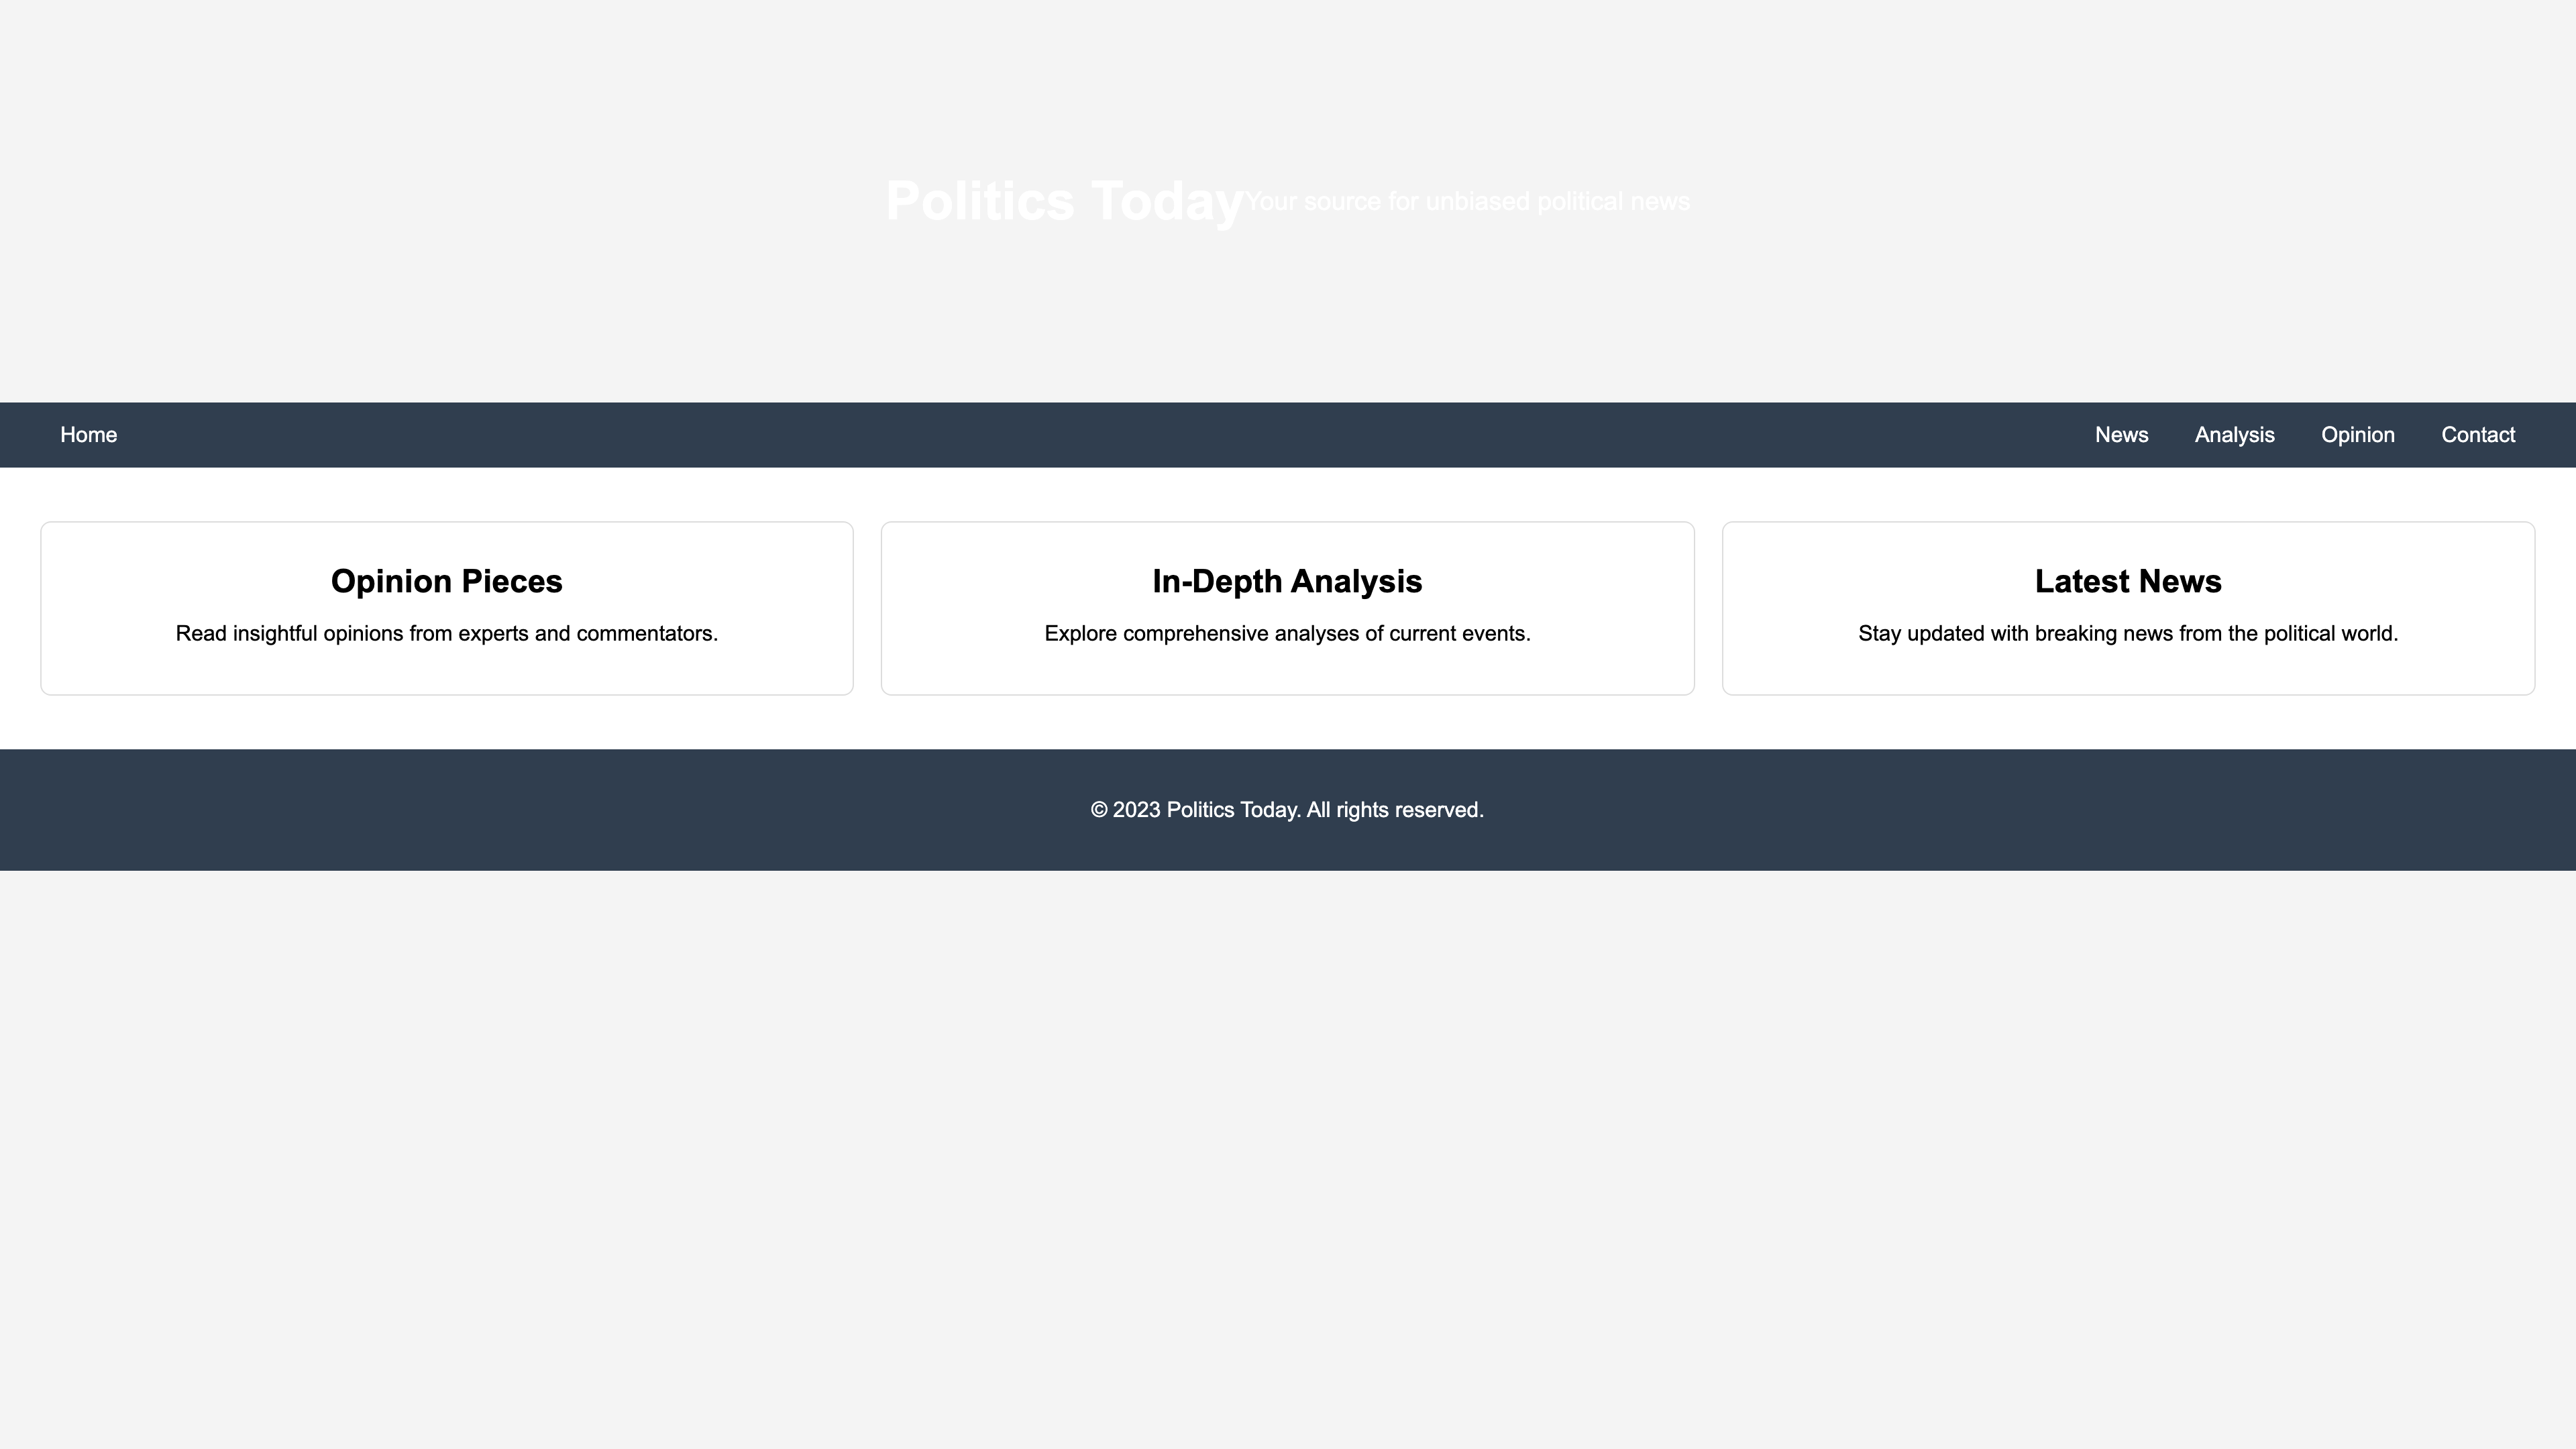 Politics Today Your source for unbiased political news
Home News Analysis Opinion Contact
Opinion Pieces
Read insightful opinions from experts and commentators.
In-Depth Analysis
Explore comprehensive analyses of current events.
Latest News
Stay updated with breaking news from the political world.
© 2023 Politics Today. All rights reserved.